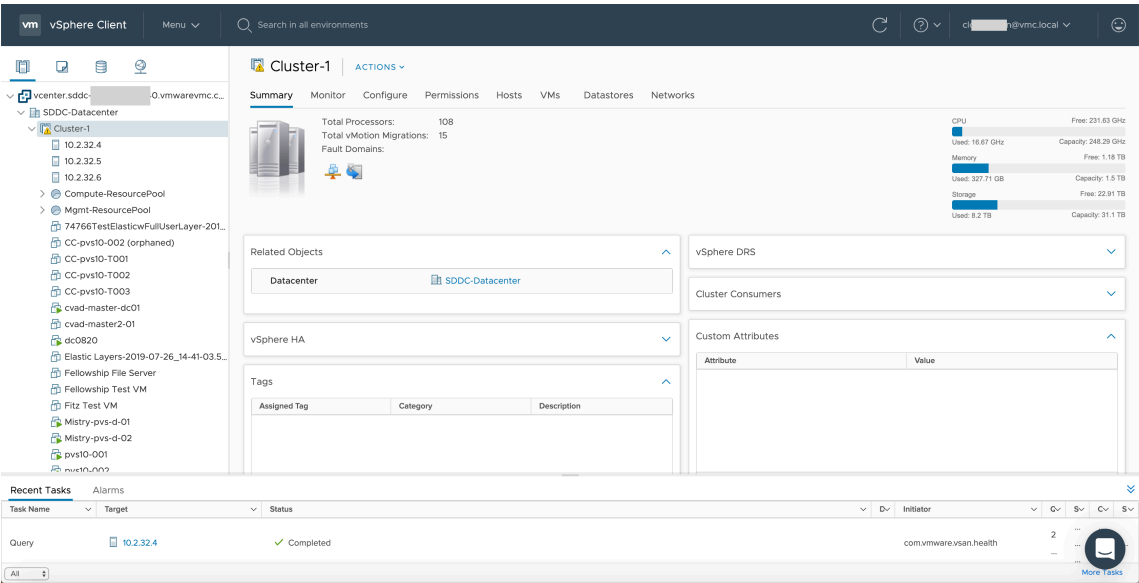 vm vSphere Client Menu Search in all environments cl n@vmc.local
vcenter.sddc- 0.vmwarevmc.c...
SDDC-Datacenter
Cluster-1
10.2.32.4
10.2.32.5
10.2.32.6
Compute-ResourcePool
Mgmt-ResourcePool
74766TestElasticwFullUserLayer-201...
CC-pvs10-002 (orphaned)
CC-pvs10-T001
CC-pvs10-T002
CC-pvs10-T003
cvad-master-dc01
cvad-master2-01
dc0820
Elastic Layers-2019-07-26_14-41-03.5...
Fellowship File Server
Fellowship Test VM
Fitz Test VM
Mistry-pvs-d-01
Mistry-pvs-d-02
pvs10-001
pvs10-002
Cluster-1 ACTIONS
Summary Monitor Configure Permissions Hosts VMs Datastores Networks
Total Processors: 108
Total vMotion Migrations: 15
Fault Domains:
CPU Free: 231.63 GHz
Used: 16.67 GHz Capacity: 248.29 GHz
Memory Free: 1.18 TB
Used: 327.71 GB Capacity: 1.5 TB
Storage Free: 22.91 TB
Used: 8.2 TB Capacity: 31.1 TB
Related Objects
Datacenter SDDC-Datacenter
vSphere HA
Tags
Assigned Tag Category Description
vSphere DRS
Cluster Consumers
Custom Attributes
Attribute Value
Recent Tasks Alarms
Task Name Target Status D Initiator Q S C S
Query 10.2.32.4 Completed com.vmware.vsan.health 2 ...
All More Tasks